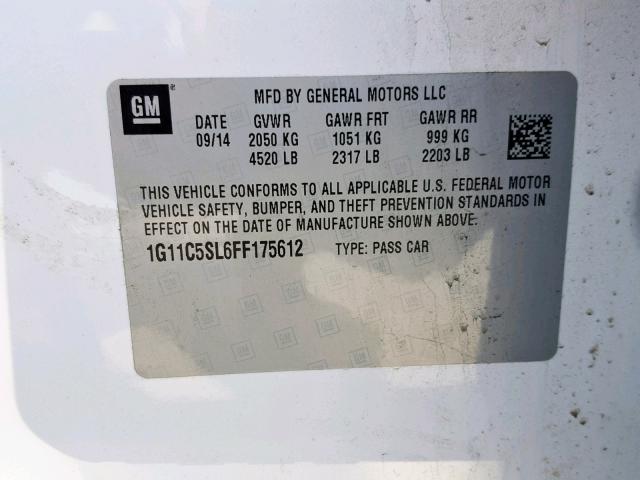 GM
MFD BY GENERAL MOTORS LLC
DATE GVWR GAWR FRT GAWR RR
09/14 2050 KG 1051 KG 999 KG
4520 LB 2317 LB 2203 LB
THIS VEHICLE CONFORMS TO ALL APPLICABLE U.S. FEDERAL MOTOR
VEHICLE SAFETY, BUMPER, AND THEFT PREVENTION STANDARDS IN
EFFECT ON THE DATE OF MANUFACTURE SHOWN ABOVE.
1G11C5SL6FF175612 TYPE: PASS CAR